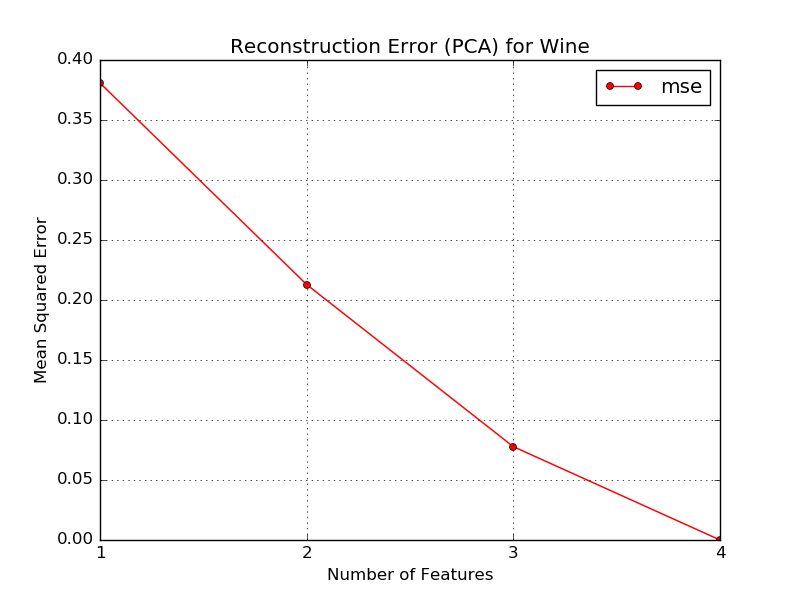 Reconstruction Error (PCA) for Wine
mse
0.40
0.35
0.30
0.25
0.20
0.15
0.10
0.05
0.00
Mean Squared Error
1 2 3 4
Number of Features